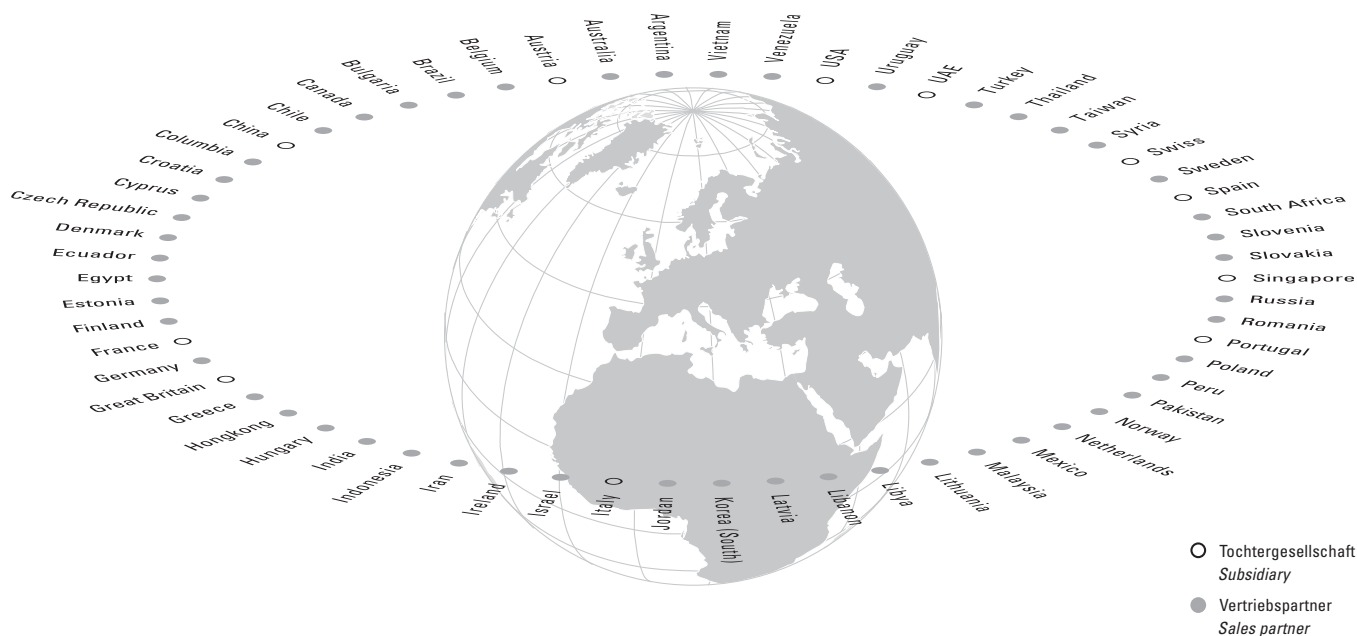 Argentina
Australia
Austria
Belgium
Brazil
Bulgaria
Canada
Chile
China
Columbia
Croatia
Cyprus
Czech Republic
Denmark
Ecuador
Egypt
Estonia
Finland
France
Germany
Great Britain
Greece
Hongkong
Hungary
India
Indonesia
Iran
Ireland
Israel
Italy
Jordan
Korea (South)
Latvia
Libanon
Libya
Lithuania
Malaysia
Mexico
Netherlands
Norway
Pakistan
Peru
Poland
Portugal
Romania
Russia
Singapore
Slovakia
Slovenia
South Africa
Spain
Sweden
Swiss
Syria
Taiwan
Thailand
Turkey
UAE
Uruguay
USA
Venezuela
Vietnam
Tochtergesellschaft
Subsidiary
Vertriebspartner
Sales partner